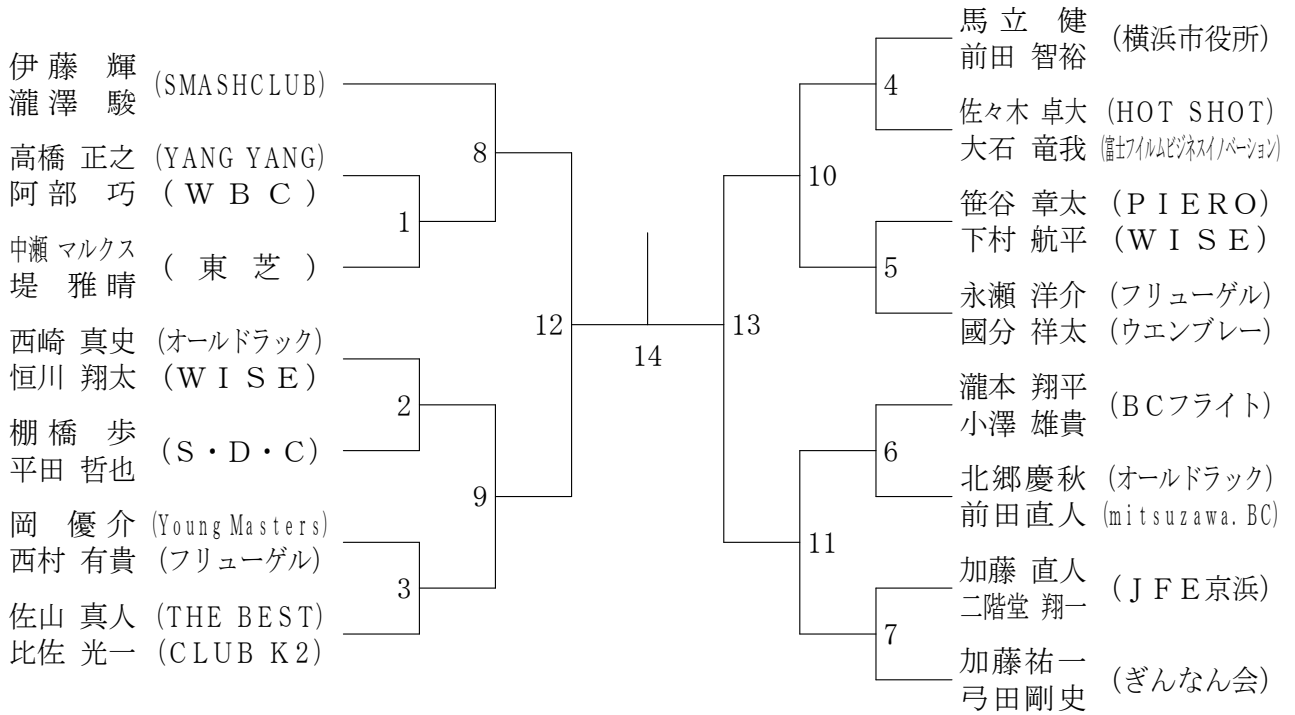 伊藤 輝
瀧澤 駿 (SMASHCLUB)
高橋 正之 (YANG YANG)
阿部 巧 (ＷＢＣ)
中瀬 マルクス
堤 雅晴 (東芝)
西崎 真史 (オールドラック)
恒川 翔太 (ＷＩＳＥ)
棚橋 歩
平田 哲也 (Ｓ・Ｄ・Ｃ)
岡 優介 (Young Masters)
西村 有貴 (フリューゲル)
佐山 真人 (THE BEST)
比佐 光一 (CLUB K2)
8
1
12
2
9
3
14
馬立 健
前田 智裕 (横浜市役所)
佐々木 卓大 (HOT SHOT)
大石 竜我 (富士フイルムビジネスイノベーション)
笹谷 章太 (ＰＩＥＲＯ)
下村 航平 (ＷＩＳＥ)
永瀬 洋介 (フリューゲル)
國分 祥太 (ウエンブレー)
瀧本 翔平
小澤 雄貴 (ＢＣフライト)
北郷慶秋 (オールドラック)
前田直人 (mitsuzawa.BC)
加藤 直人
二階堂 翔一 (ＪＦＥ京浜)
加藤祐一
弓田剛史 (ぎんなん会)
4
10
5
13
6
11
7